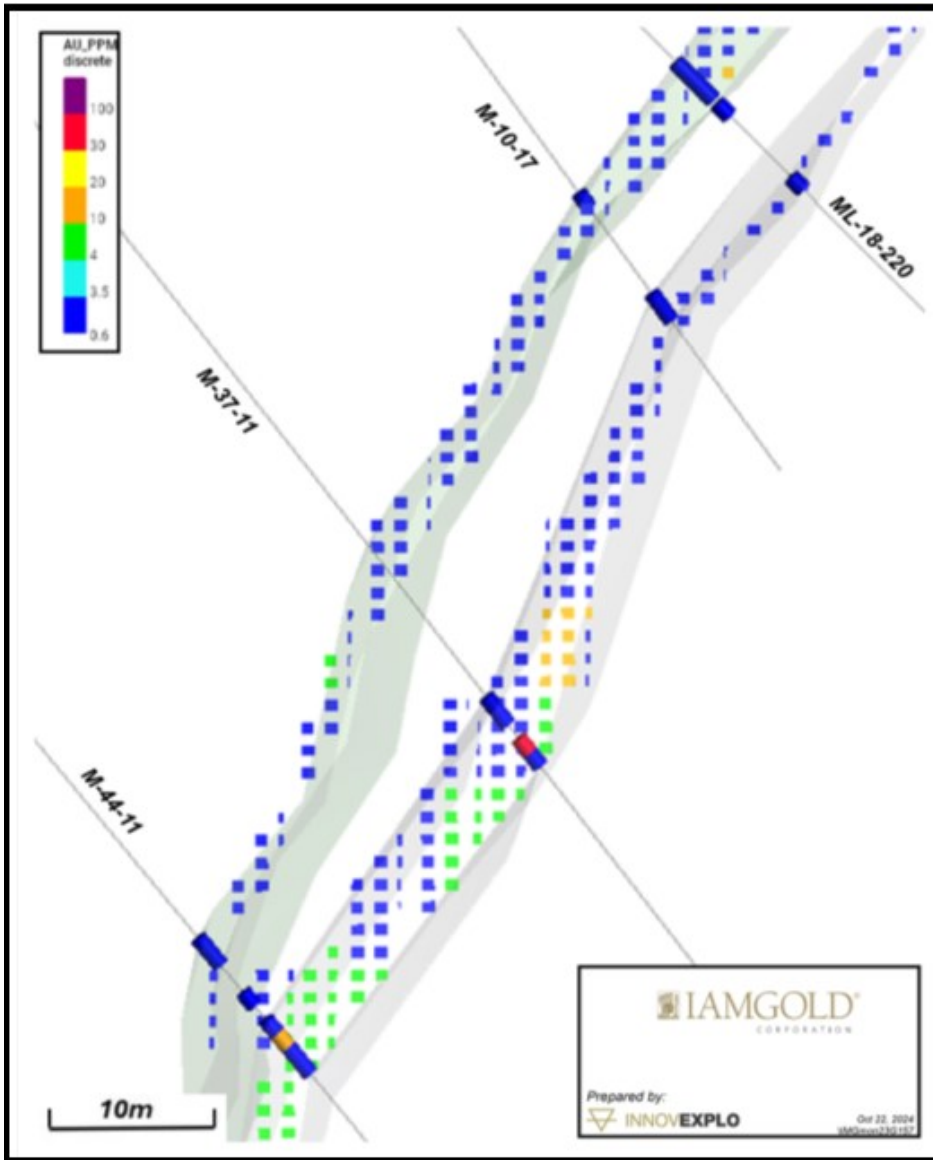 AU_PPM
discrete
100
30
20
10
4
3.5
0.6
M-10-17
ML-18-220
M-37-11
M-44-11
10m
IAMGOLD®
CORPORATION
Prepared by:
INNOVEXPLO
Oct 22, 2024